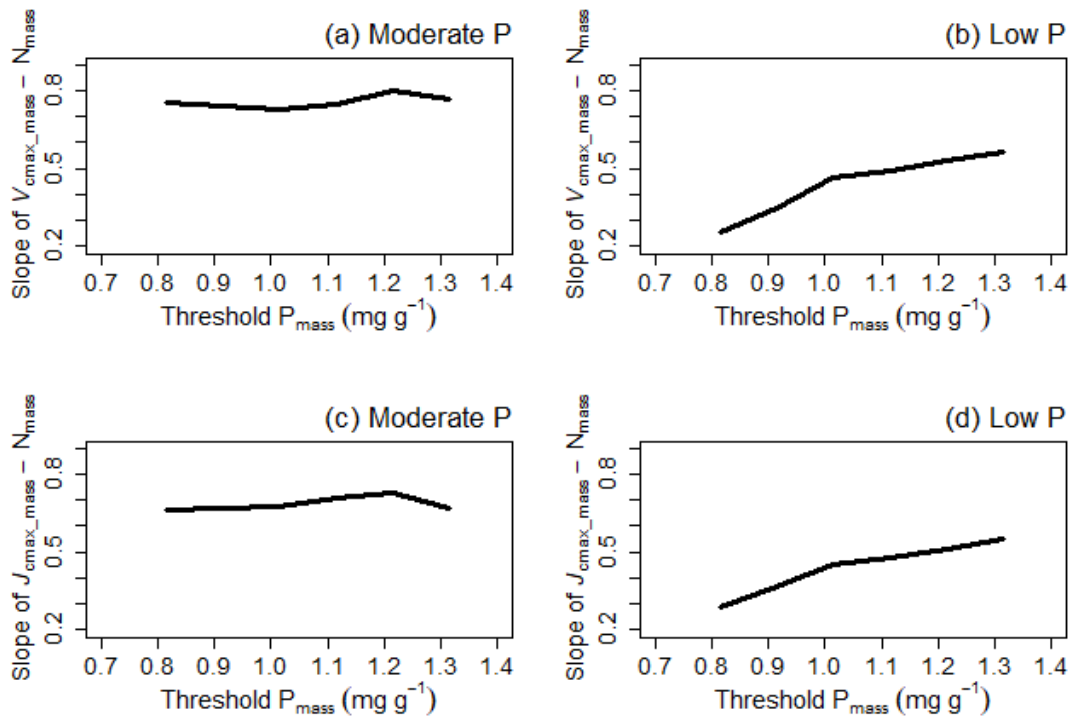 (a) Moderate P
Slope of Vcmax_mass − Nmass
0.2 0.5 0.8
0.7 0.8 0.9 1.0 1.1 1.2 1.3 1.4
Threshold Pmass (mg g−1)
(b) Low P
Slope of Vcmax_mass − Nmass
0.2 0.5 0.8
0.7 0.8 0.9 1.0 1.1 1.2 1.3 1.4
Threshold Pmass (mg g−1)
(c) Moderate P
Slope of Jcmax_mass − Nmass
0.2 0.5 0.8
0.7 0.8 0.9 1.0 1.1 1.2 1.3 1.4
Threshold Pmass (mg g−1)
(d) Low P
Slope of Jcmax_mass − Nmass
0.2 0.5 0.8
0.7 0.8 0.9 1.0 1.1 1.2 1.3 1.4
Threshold Pmass (mg g−1)